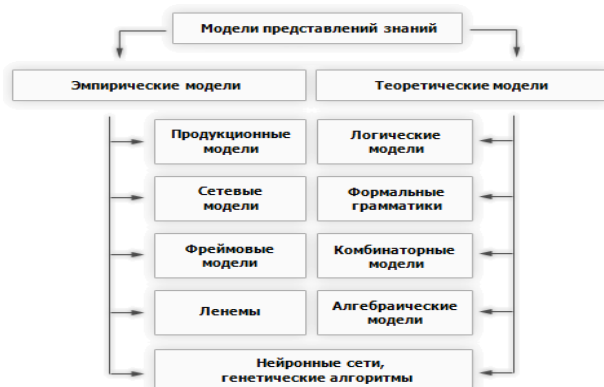 Модели представлений знаний
Эмпирические модели
Теоретические модели
Продукционные
модели
Логические
модели
Сетевые
модели
Формальные
грамматики
Фреймовые
модели
Комбинаторные
модели
Ленемы
Алгебраические
модели
Нейронные сети,
генетические алгоритмы